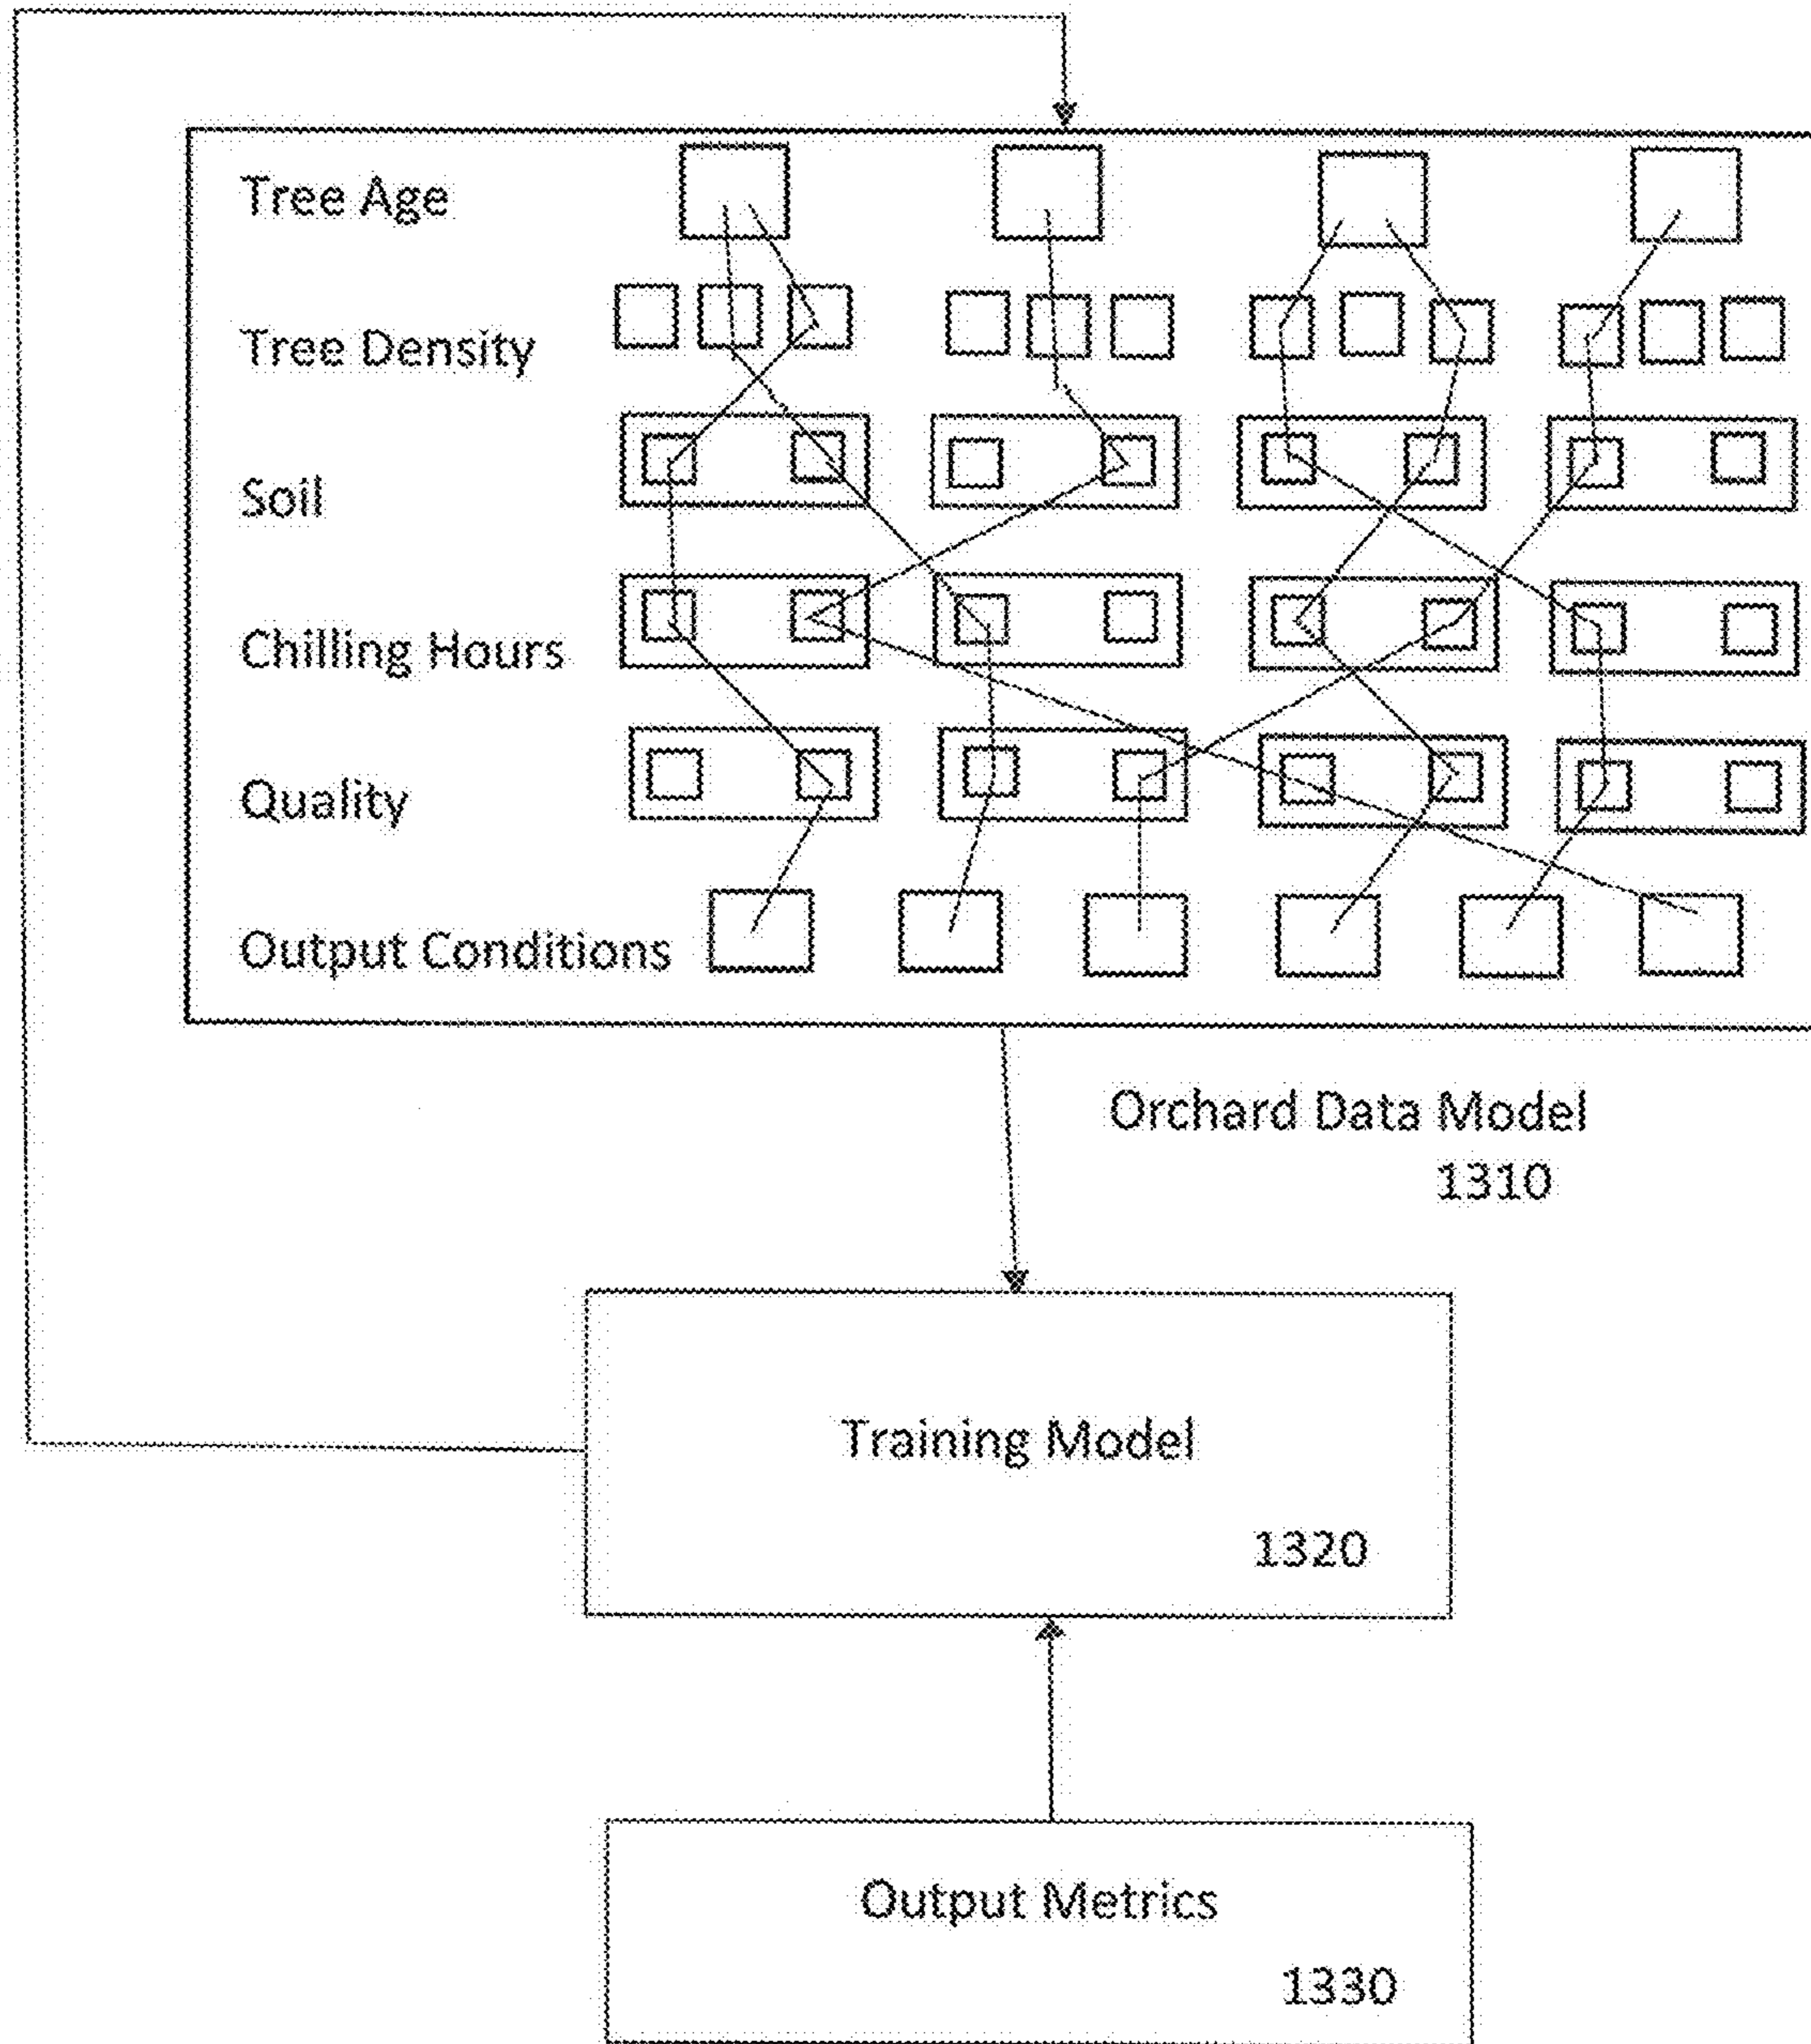 Tree Age
Tree Density
Soil
Chilling Hours
Quality
Output Conditions
Orchard Data Model
1310
Training Model
1320
Output Metrics
1330